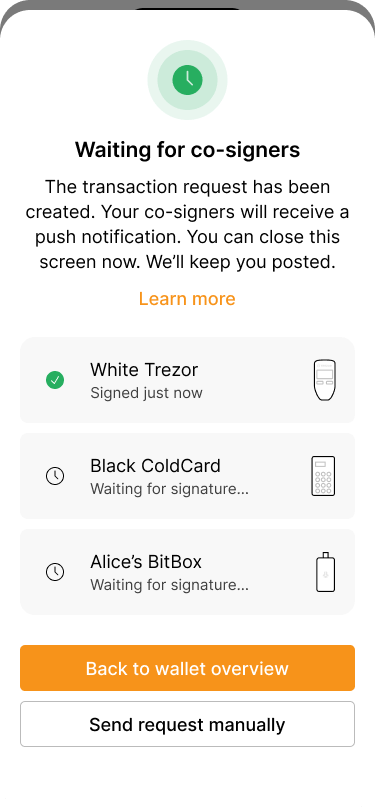 Waiting for co-signers
The transaction request has been
created. Your co-signers will receive a
push notification. You can close this
screen now. We’ll keep you posted.
Learn more
White Trezor
Signed just now
Black ColdCard
Waiting for signature...
Alice’s BitBox
Waiting for signature...
Back to wallet overview
Send request manually